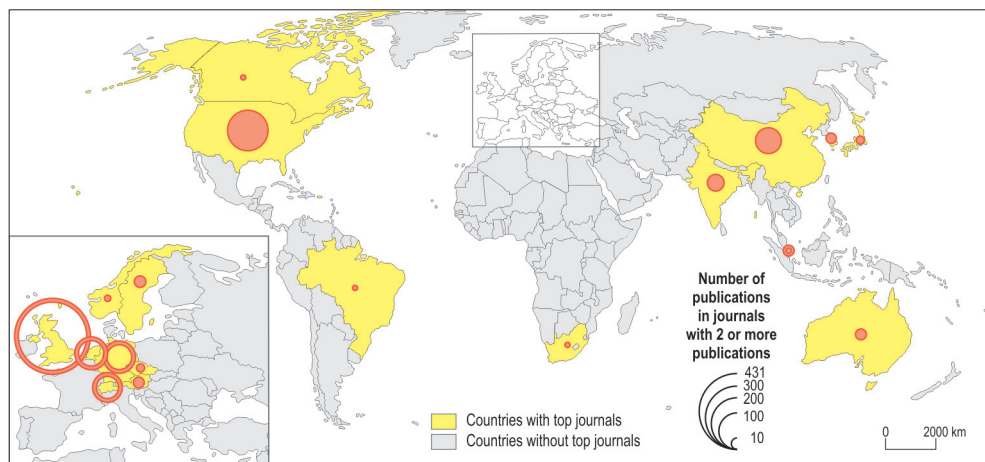 Number of
publications
in journals
with 2 or more
publications
431
300
200
100
10
Countries with top journals
Countries without top journals
0 2000 km